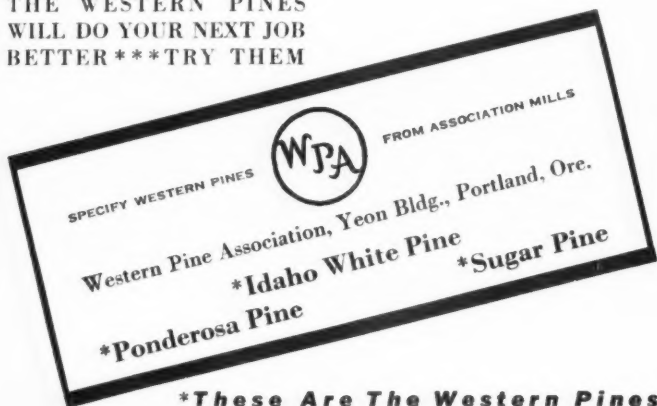 THE WESTERN PINES
WILL DO YOUR NEXT JOB
BETTER***TRY THEM
SPECIFY WESTERN PINES
WPA
FROM ASSOCIATION MILLS
Western Pine Association, Yeon Bldg., Portland, Ore.
*Idaho White Pine
*Sugar Pine
*Ponderosa Pine
*These Are The Western Pines